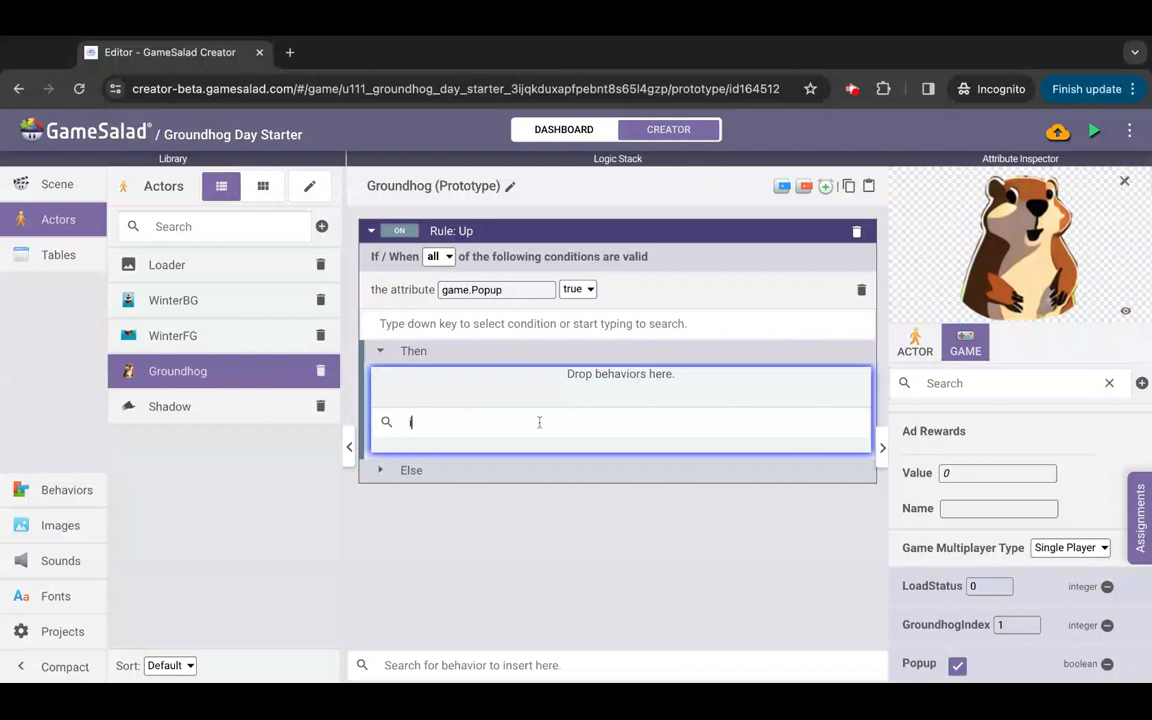 Editor - GameSalad Creator
creator-beta.gamesalad.com/#/game/u111_groundhog_day_starter_3ijqkduxapfpebnt8s65l4gzp/prototype/id164512
Incognito
Finish update
GameSalad® / Groundhog Day Starter
DASHBOARD
CREATOR
Library
Logic Stack
Attribute Inspector
Scene
Actors
Tables
Behaviors
Images
Sounds
Fonts
Projects
Compact
Actors
Search
Loader
WinterBG
WinterFG
Groundhog
Shadow
Sort: Default
Groundhog (Prototype)
ON
Rule: Up
If / When all of the following conditions are valid
the attribute game.Popup true
Type down key to select condition or start typing to search.
Then
Drop behaviors here.
i
Else
Search for behavior to insert here.
ACTOR
GAME
Search
Ad Rewards
Value 0
Name
Game Multiplayer Type Single Player
LoadStatus 0 integer
GroundhogIndex 1 integer
Popup boolean
Assignments